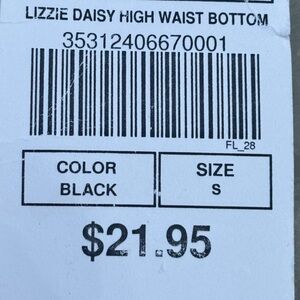 LIZZIE DAISY HIGH WAIST BOTTOM
35312406670001
FL_28
COLOR
BLACK
SIZE
S
$21.95